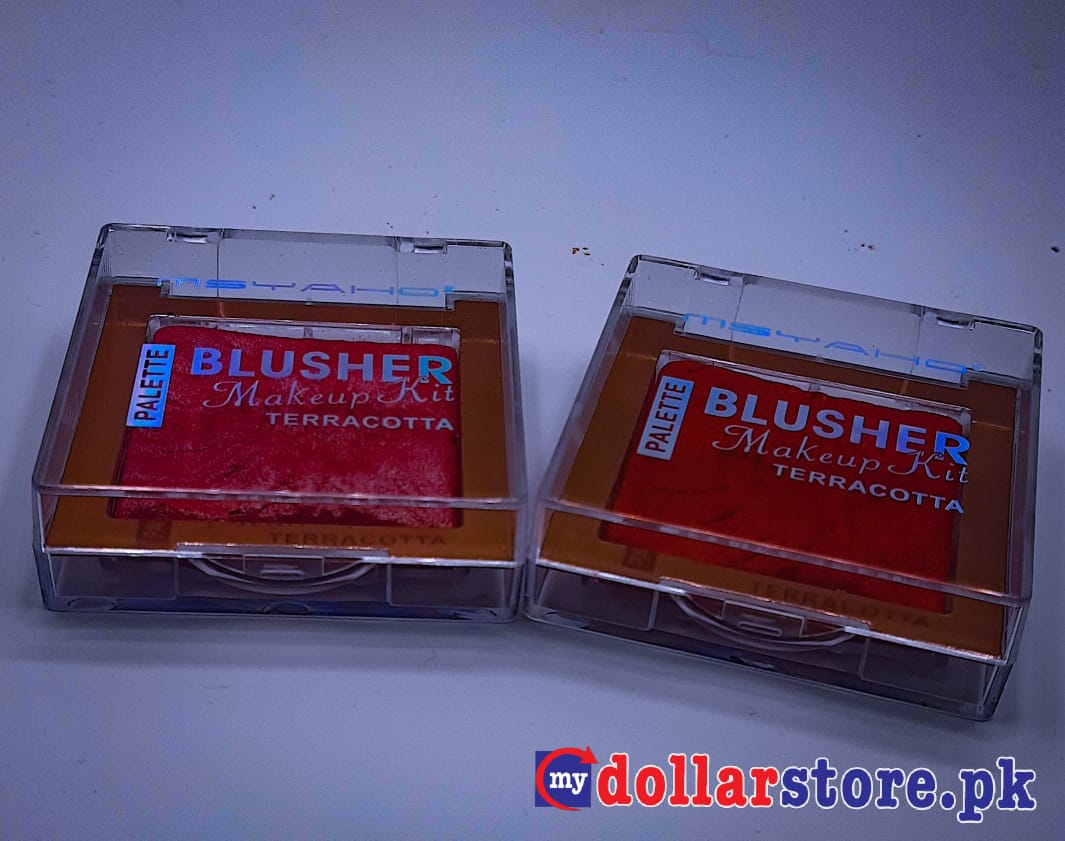 MSYAHO
PALETTE
BLUSHER
Makeup Kit
TERRACOTTA
TERRACOTTA
MSYAHO
PALETTE
BLUSHER
Makeup Kit
TERRACOTTA
TERRACOTTA
my dollarstore.pk